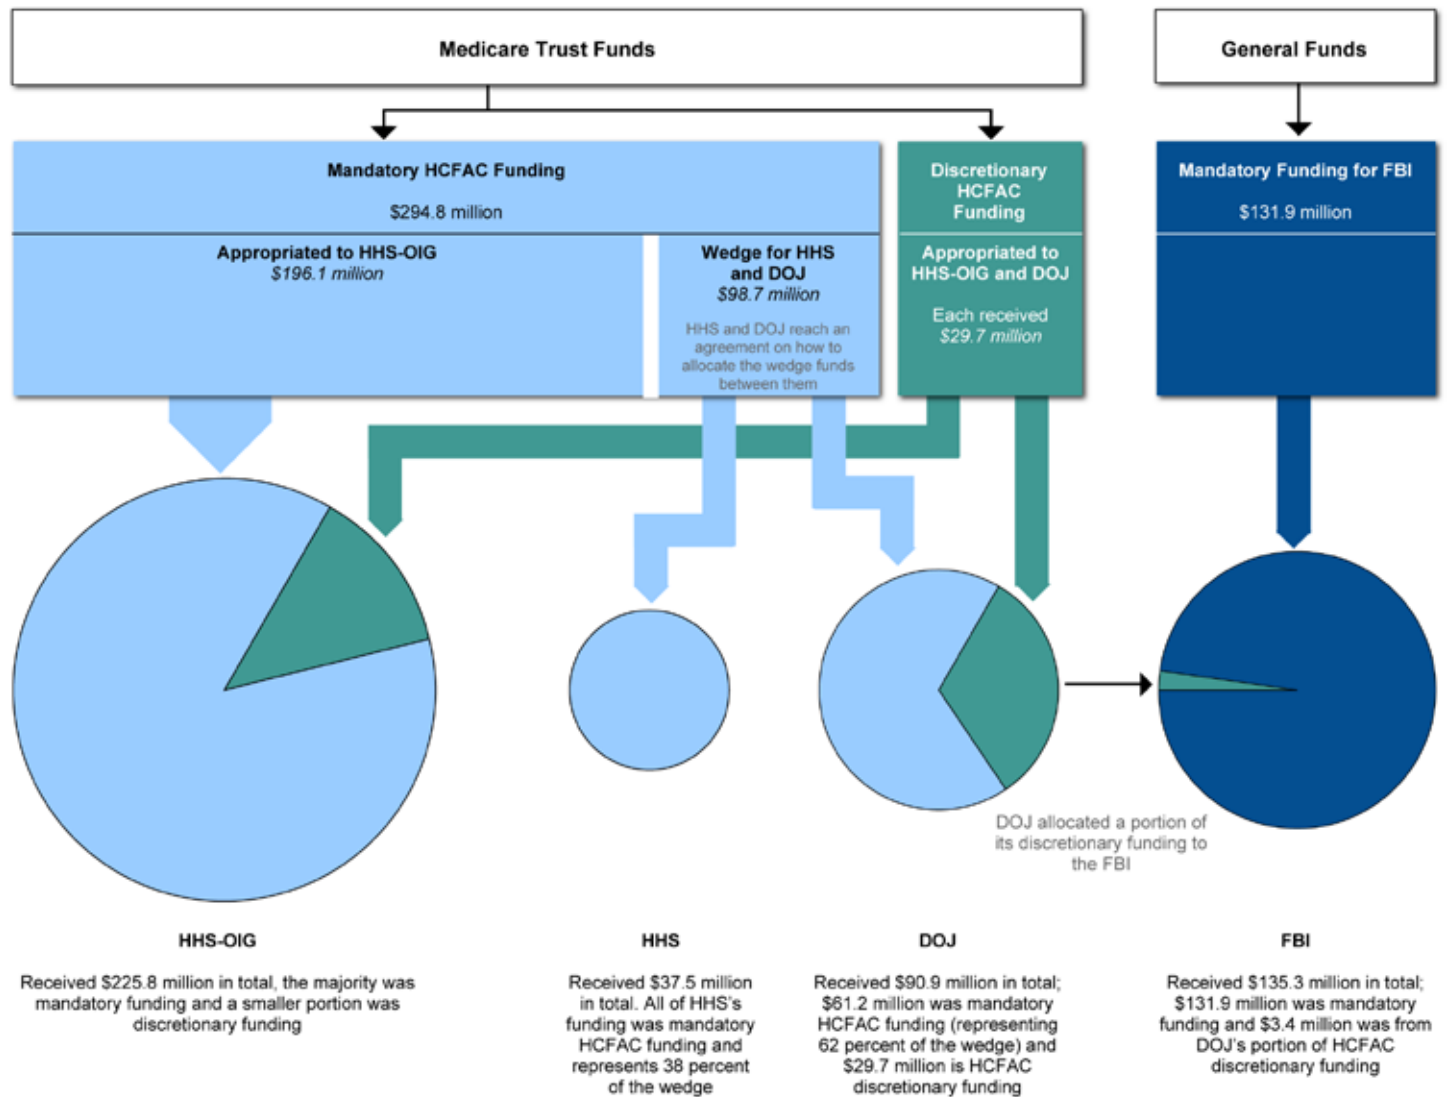 Medicare Trust Funds
General Funds
Mandatory HCFAC Funding
$294.8 million
Appropriated to HHS-OIG
$196.1 million
Wedge for HHS
and DOJ
$98.7 million
HHS and DOJ reach an
agreement on how to
allocate the wedge funds
between them
Discretionary
HCFAC
Funding
Appropriated to
HHS-OIG and DOJ
Each received
$29.7 million
Mandatory Funding for FBI
$131.9 million
DOJ allocated a portion of
its discretionary funding to
the FBI
HHS-OIG
Received $225.8 million in total, the majority was
mandatory funding and a smaller portion was
discretionary funding
HHS
Received $37.5 million
in total. All of HHS's
funding was mandatory
HCFAC funding and
represents 38 percent
of the wedge
DOJ
Received $90.9 million in total;
$61.2 million was mandatory
HCFAC funding (representing
62 percent of the wedge) and
$29.7 million is HCFAC
discretionary funding
FBI
Received $135.3 million in total;
$131.9 million was mandatory
funding and $3.4 million was from
DOJ's portion of HCFAC
discretionary funding